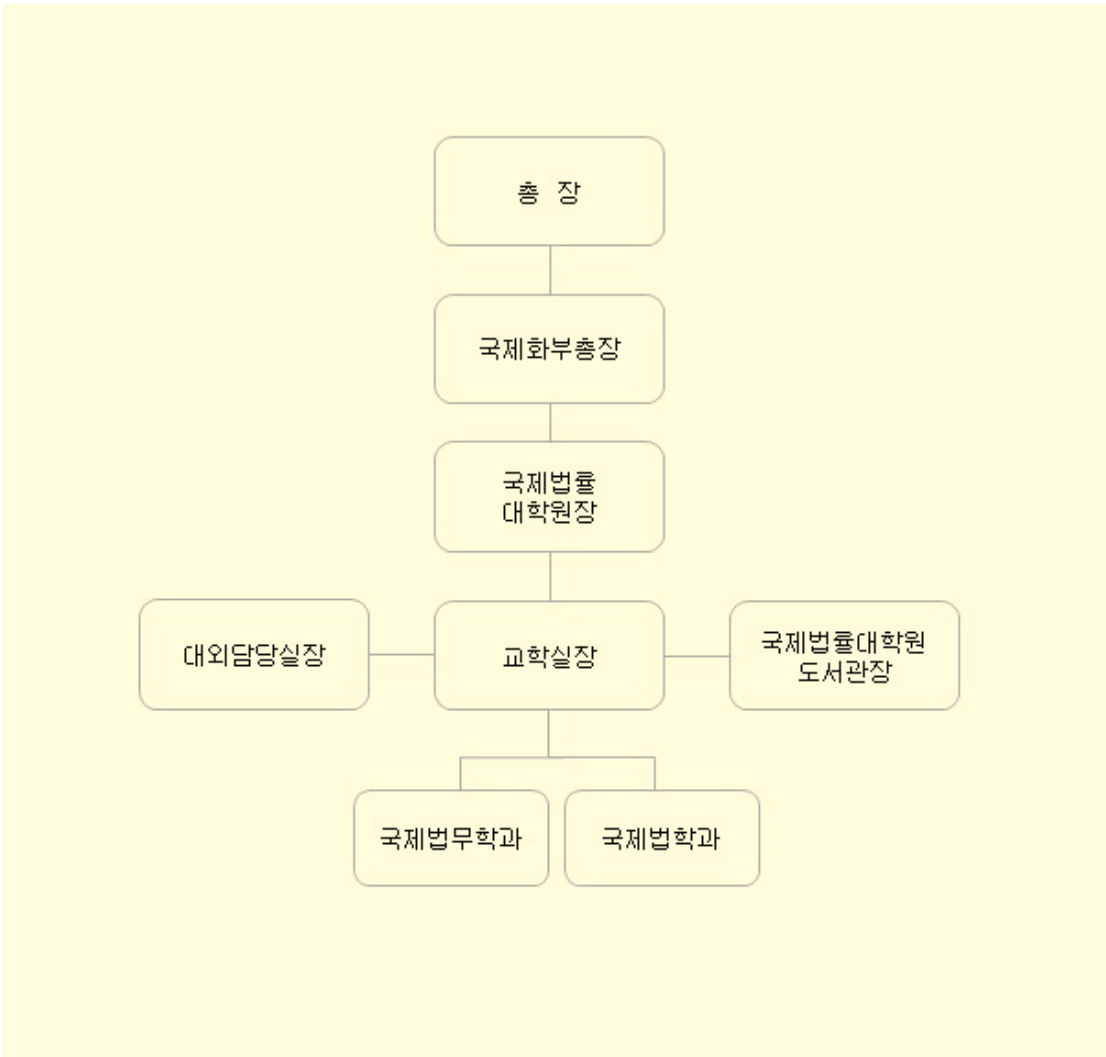 총 장
국제화부총장
국제법률
대학원장
대외담당실장
교학실장
국제법률대학원
도서관장
국제법무학과
국제법학과